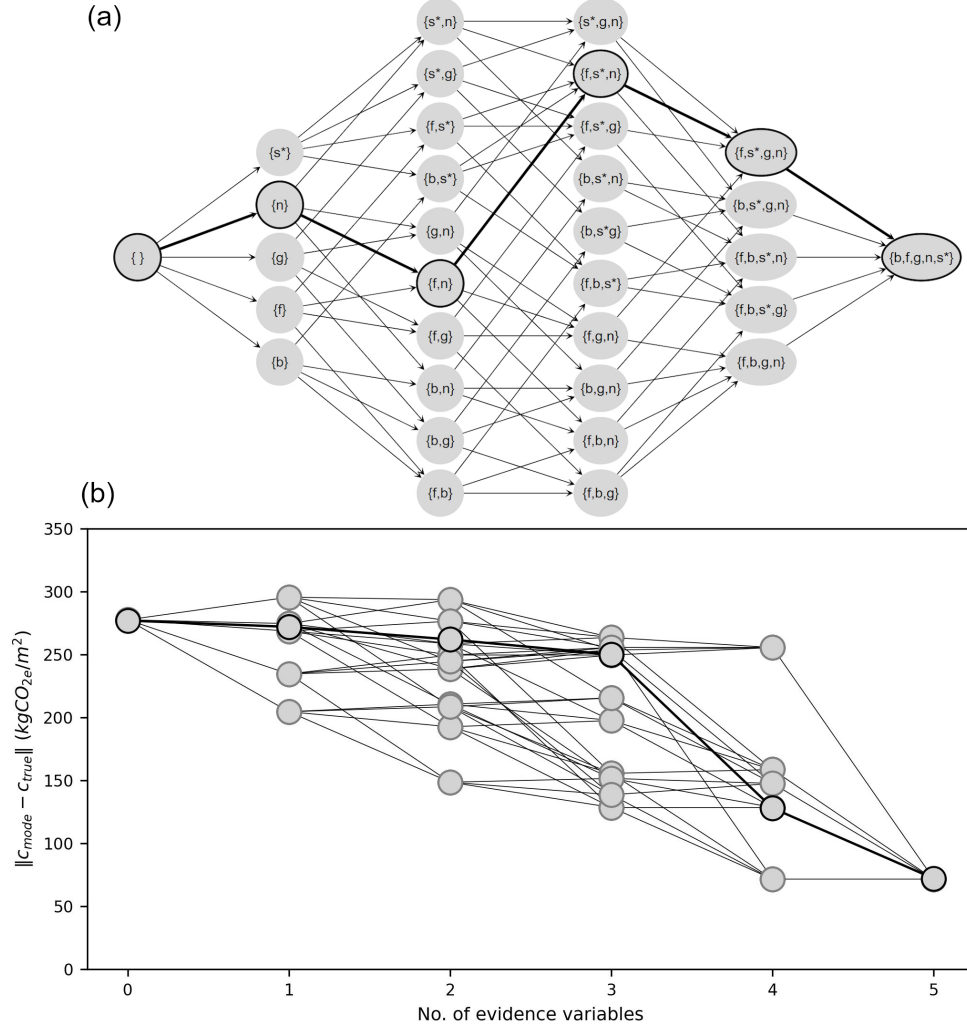 (a)
{ }
{s*}
{n}
{g}
{f}
{b}
{s*,n}
{s*,g}
{f,s*}
{b,s*}
{g,n}
{f,n}
{f,g}
{b,n}
{b,g}
{f,b}
{s*,g,n}
{f,s*,n}
{f,s*,g}
{b,s*,n}
{b,s*g}
{f,b,s*}
{f,g,n}
{b,g,n}
{f,b,n}
{f,b,g}
{f,s*,g,n}
{b,s*,g,n}
{f,b,s*,n}
{f,b,s*,g}
{f,b,g,n}
{b,f,g,n,s*}
(b)
‖c_mode − c_true‖ (kgCO_2e/m²)
350
300
250
200
150
100
50
0
0 1 2 3 4 5
No. of evidence variables